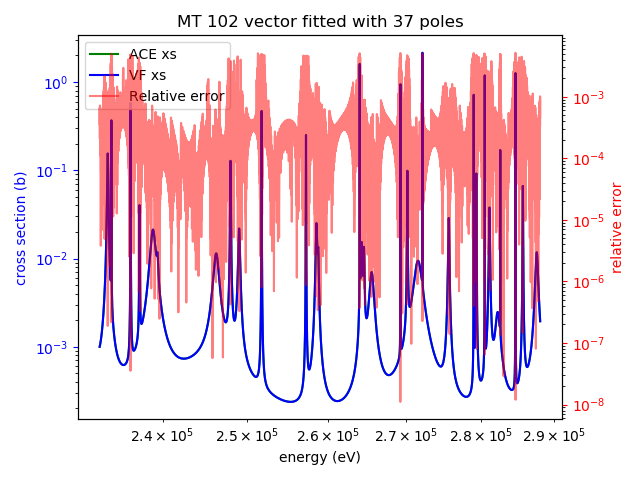 MT 102 vector fitted with 37 poles
ACE xs
VF xs
Relative error
10⁰
10⁻¹
10⁻²
10⁻³
cross section (b)
10⁻³
10⁻⁴
10⁻⁵
10⁻⁶
10⁻⁷
10⁻⁸
relative error
2.4 × 10⁵ 2.5 × 10⁵ 2.6 × 10⁵ 2.7 × 10⁵ 2.8 × 10⁵ 2.9 × 10⁵
energy (eV)